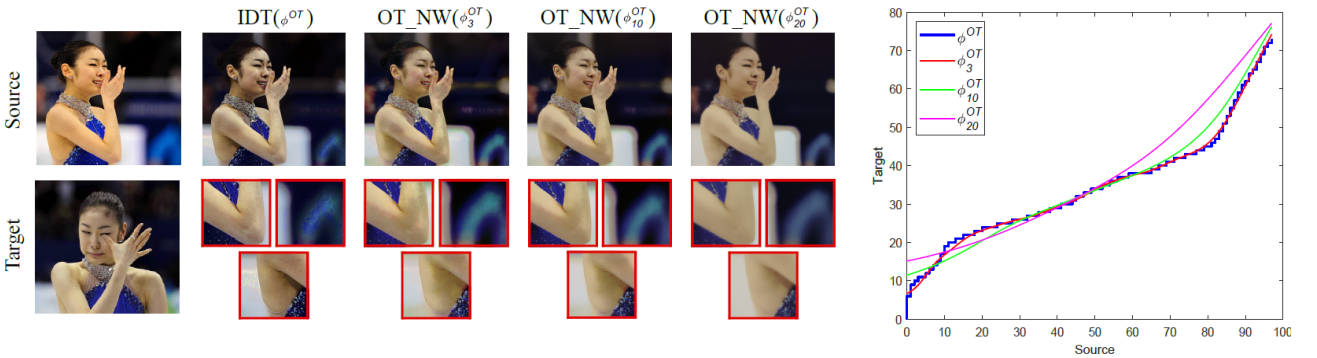 IDT(ϕ^OT) OT_NW(ϕ_3^OT) OT_NW(ϕ_10^OT) OT_NW(ϕ_20^OT)
Source
Target
80
70
60
50
40
30
20
10
0
Target
ϕ^OT
ϕ_3^OT
ϕ_10^OT
ϕ_20^OT
0 10 20 30 40 50 60 70 80 90 100
Source